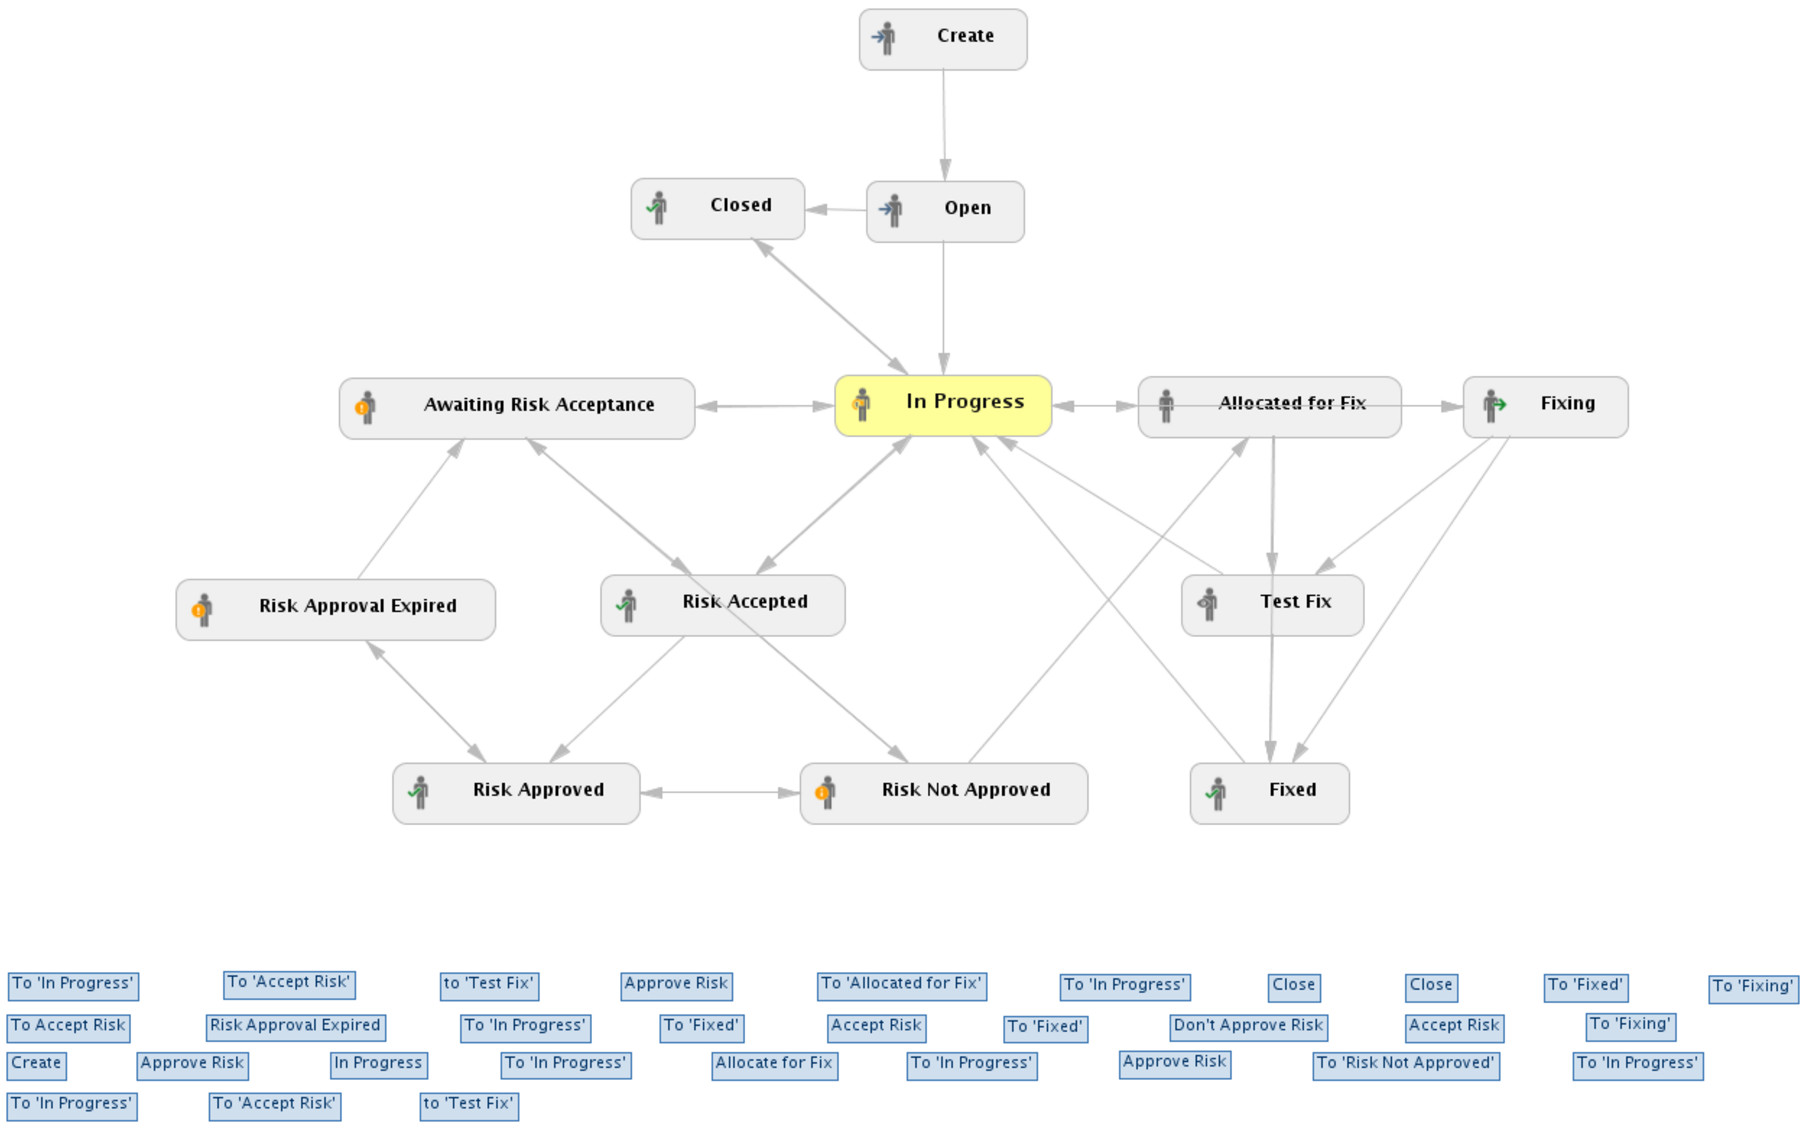 Create
Closed
Open
Awaiting Risk Acceptance
In Progress
Allocated for Fix
Fixing
Risk Approval Expired
Risk Accepted
Test Fix
Risk Approved
Risk Not Approved
Fixed
To 'In Progress'
To 'Accept Risk'
to 'Test Fix'
Approve Risk
To 'Allocated for Fix'
To 'In Progress'
Close
Close
To 'Fixed'
To 'Fixing'
To Accept Risk
Risk Approval Expired
To 'In Progress'
To 'Fixed'
Accept Risk
To 'Fixed'
Don't Approve Risk
Accept Risk
To 'Fixing'
Create
Approve Risk
In Progress
To 'In Progress'
Allocate for Fix
To 'In Progress'
Approve Risk
To 'Risk Not Approved'
To 'In Progress'
To 'In Progress'
To 'Accept Risk'
to 'Test Fix'